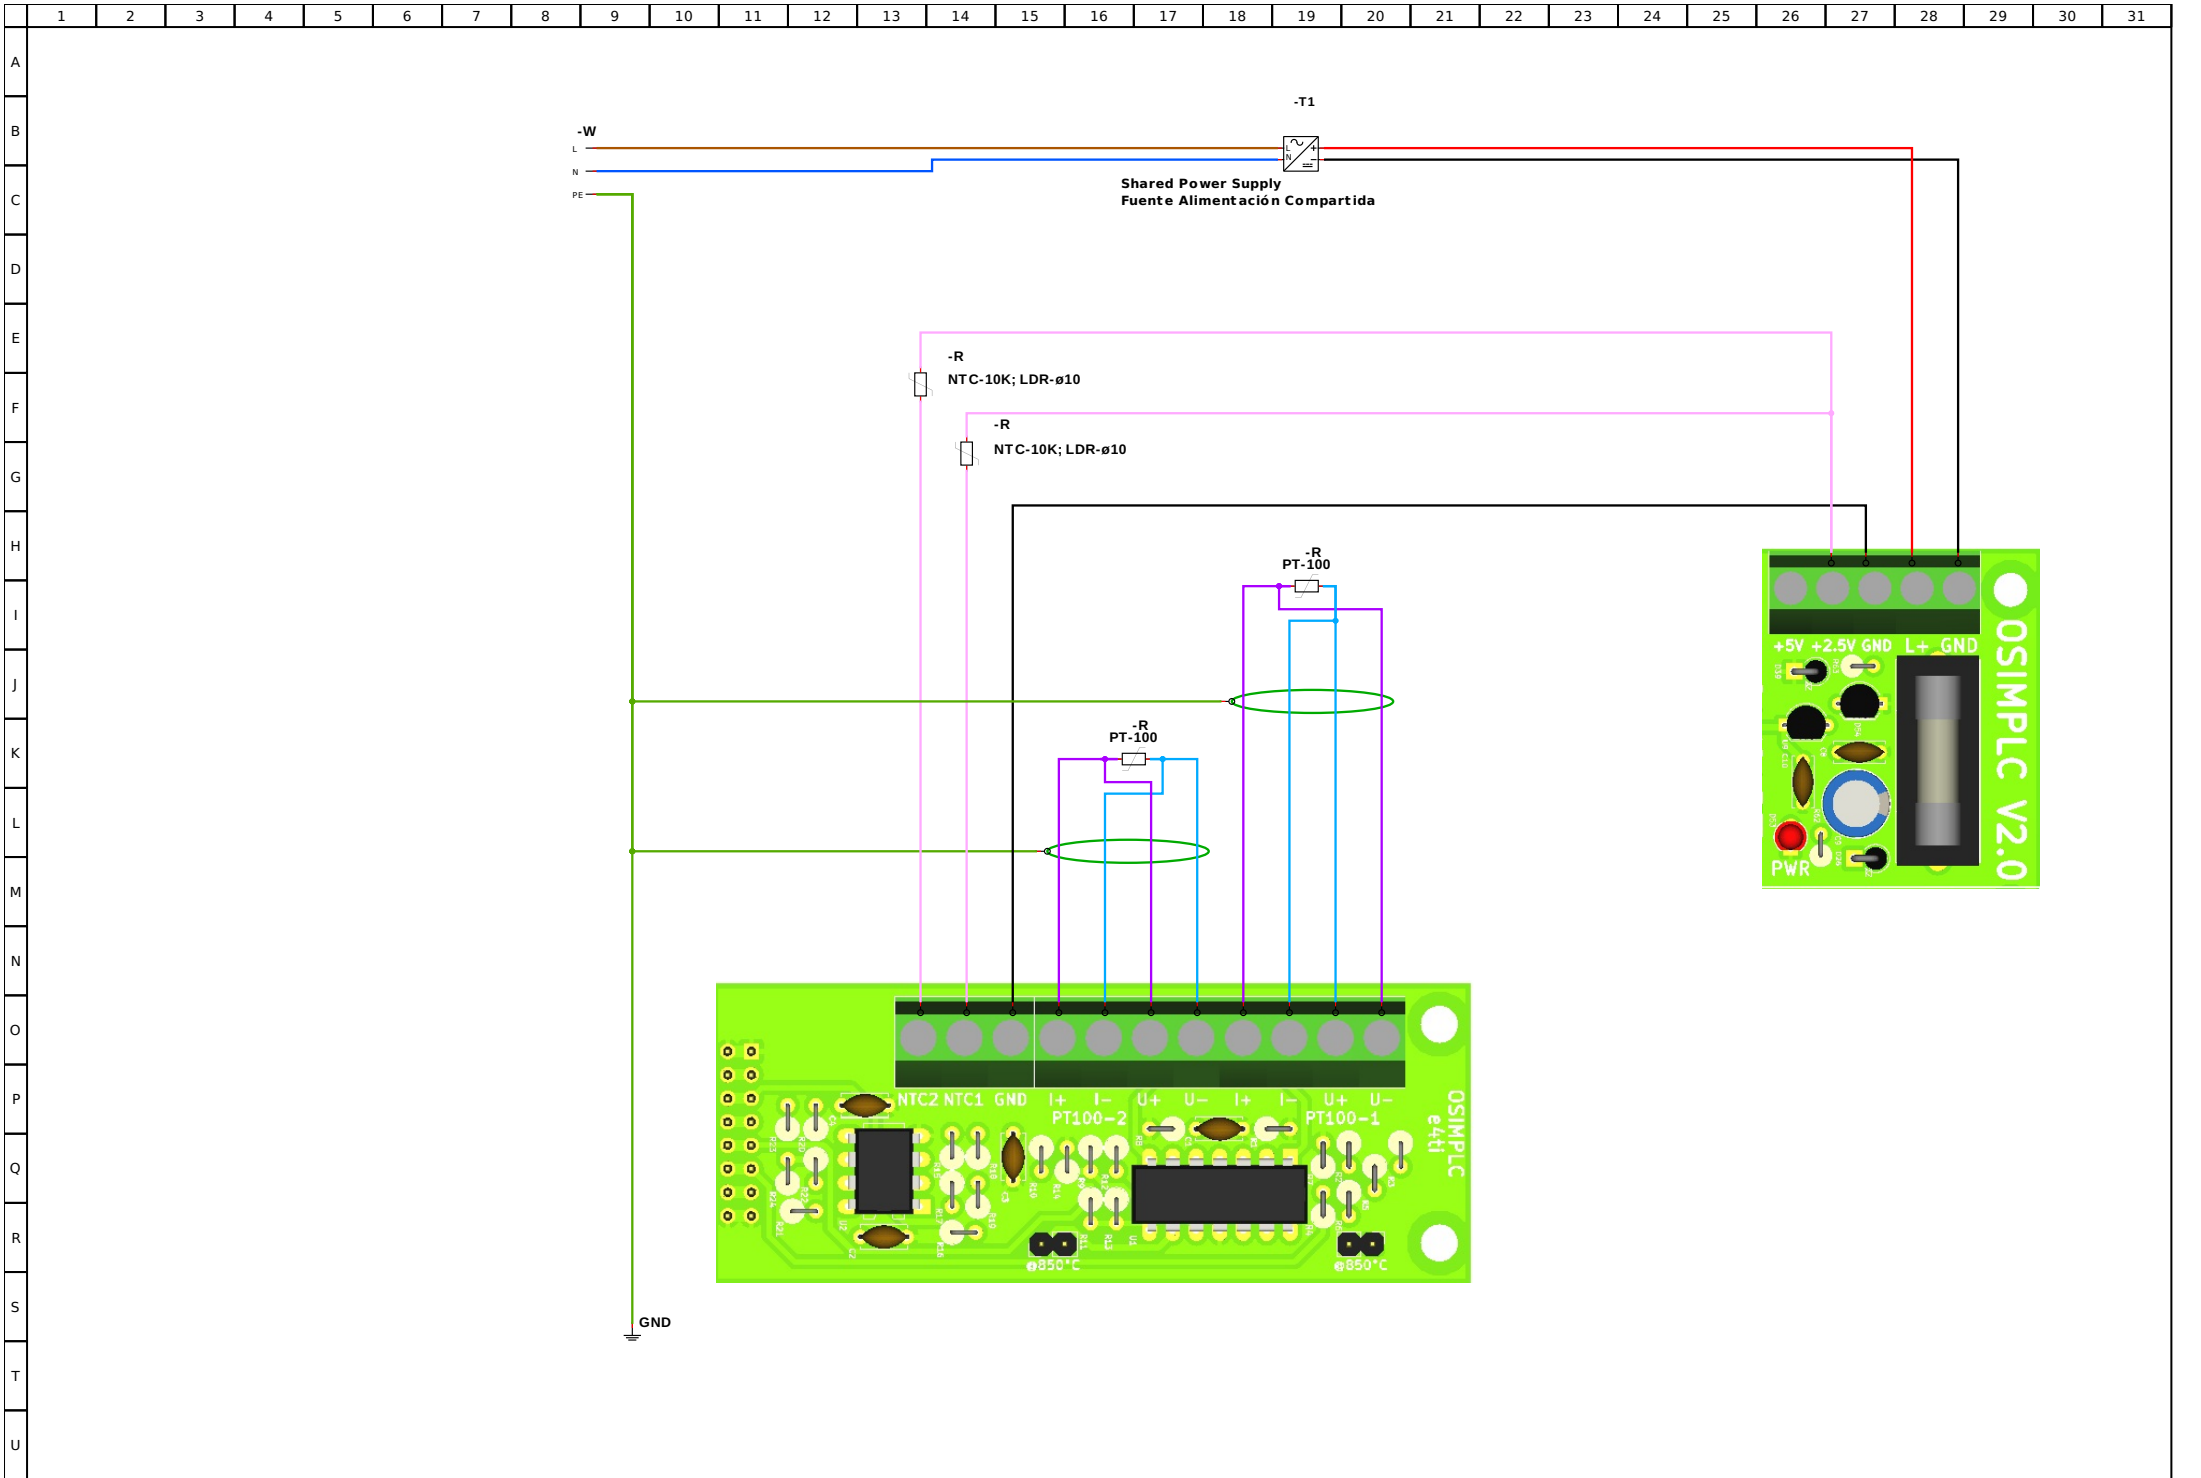 1 2 3 4 5 6 7 8 9 10 11 12 13 14 15 16 17 18 19 20 21 22 23 24 25 26 27 28 29 30 31
A
B
C
D
E
F
G
H
I
J
K
L
M
N
O
P
Q
R
S
T
U
-T1
-W
L
N
PE
L
N
+
-
Shared Power Supply
Fuente Alimentación Compartida
-R
NTC-10K; LDR-ø10
-R
NTC-10K; LDR-ø10
-R
PT-100
-R
PT-100
+5V +2.5V GND L+ GND
OSIMPLC V2.0
PWR
NTC2 NTC1 GND I+ I- U+ U- I+ I- U+ U-
PT100-2 PT100-1
OSIMPLC
e4ti
@850°C @850°C
GND